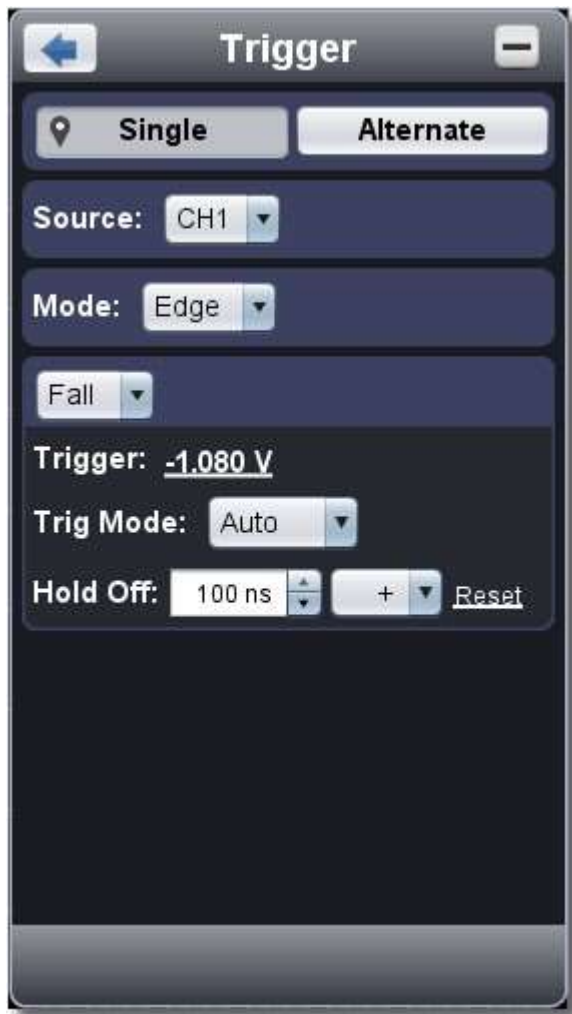 Trigger
Single Alternate
Source: CH1
Mode: Edge
Fall
Trigger: -1.080 V
Trig Mode: Auto
Hold Off: 100 ns + Reset